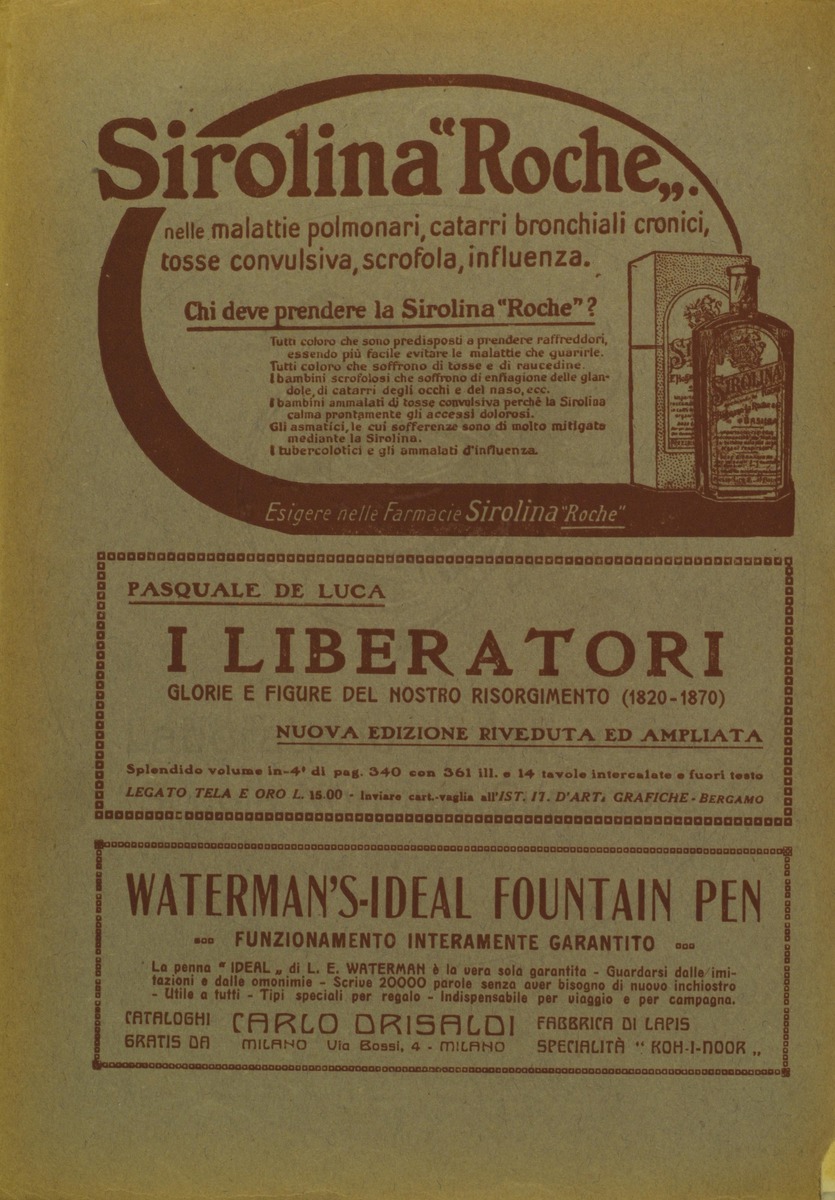 Sirolina "Roche„.
nelle malattie polmonari, catarri bronchiali cronici,
tosse convulsiva, scrofola, influenza.
Chi deve prendere la Sirolina "Roche"?
Tutti coloro che sono predisposti a prendere raffreddori,
essendo più facile evitare le malattie che guarirle.
Tutti coloro che soffrono di tosse e di raucedine.
I bambini scrofolosi che soffrono di enfiagione delle glan-
dole, di catarri degli occhi e del naso, ecc.
I bambini ammalati di tosse convulsiva perché la Sirolina
calma prontamente gli accessi dolorosi.
Gli asmatici, le cui sofferenze sono di molto mitigate
mediante la Sirolina.
I tubercolotici e gli ammalati d'influenza.
SIROLINA
Esigere nelle Farmacie Sirolina "Roche"
PASQUALE DE LUCA
I LIBERATORI
GLORIE E FIGURE DEL NOSTRO RISORGIMENTO (1820-1870)
NUOVA EDIZIONE RIVEDUTA ED AMPLIATA
Splendido volume in-4° di pag. 340 con 361 ill. e 14 tavole intercalate e fuori testo
LEGATO TELA E ORO L. 15.00 - Inviare cart.-vaglia all'IST. IT. D'ARTI GRAFICHE - BERGAMO
WATERMAN'S-IDEAL FOUNTAIN PEN
FUNZIONAMENTO INTERAMENTE GARANTITO
La penna "IDEAL„ di L. E. WATERMAN è la vera sola garantita - Guardarsi dalle imi-
tazioni e dalle omonimie - Scrive 20000 parole senza aver bisogno di nuovo inchiostro
- Utile a tutti - Tipi speciali per regalo - Indispensabile per viaggio e per campagna.
CATALOGHI CARLO DRISALDI FABBRICA DI LAPIS
GRATIS DA MILANO Via Bossi, 4 - MILANO SPECIALITÀ "KOH-I-NOOR„